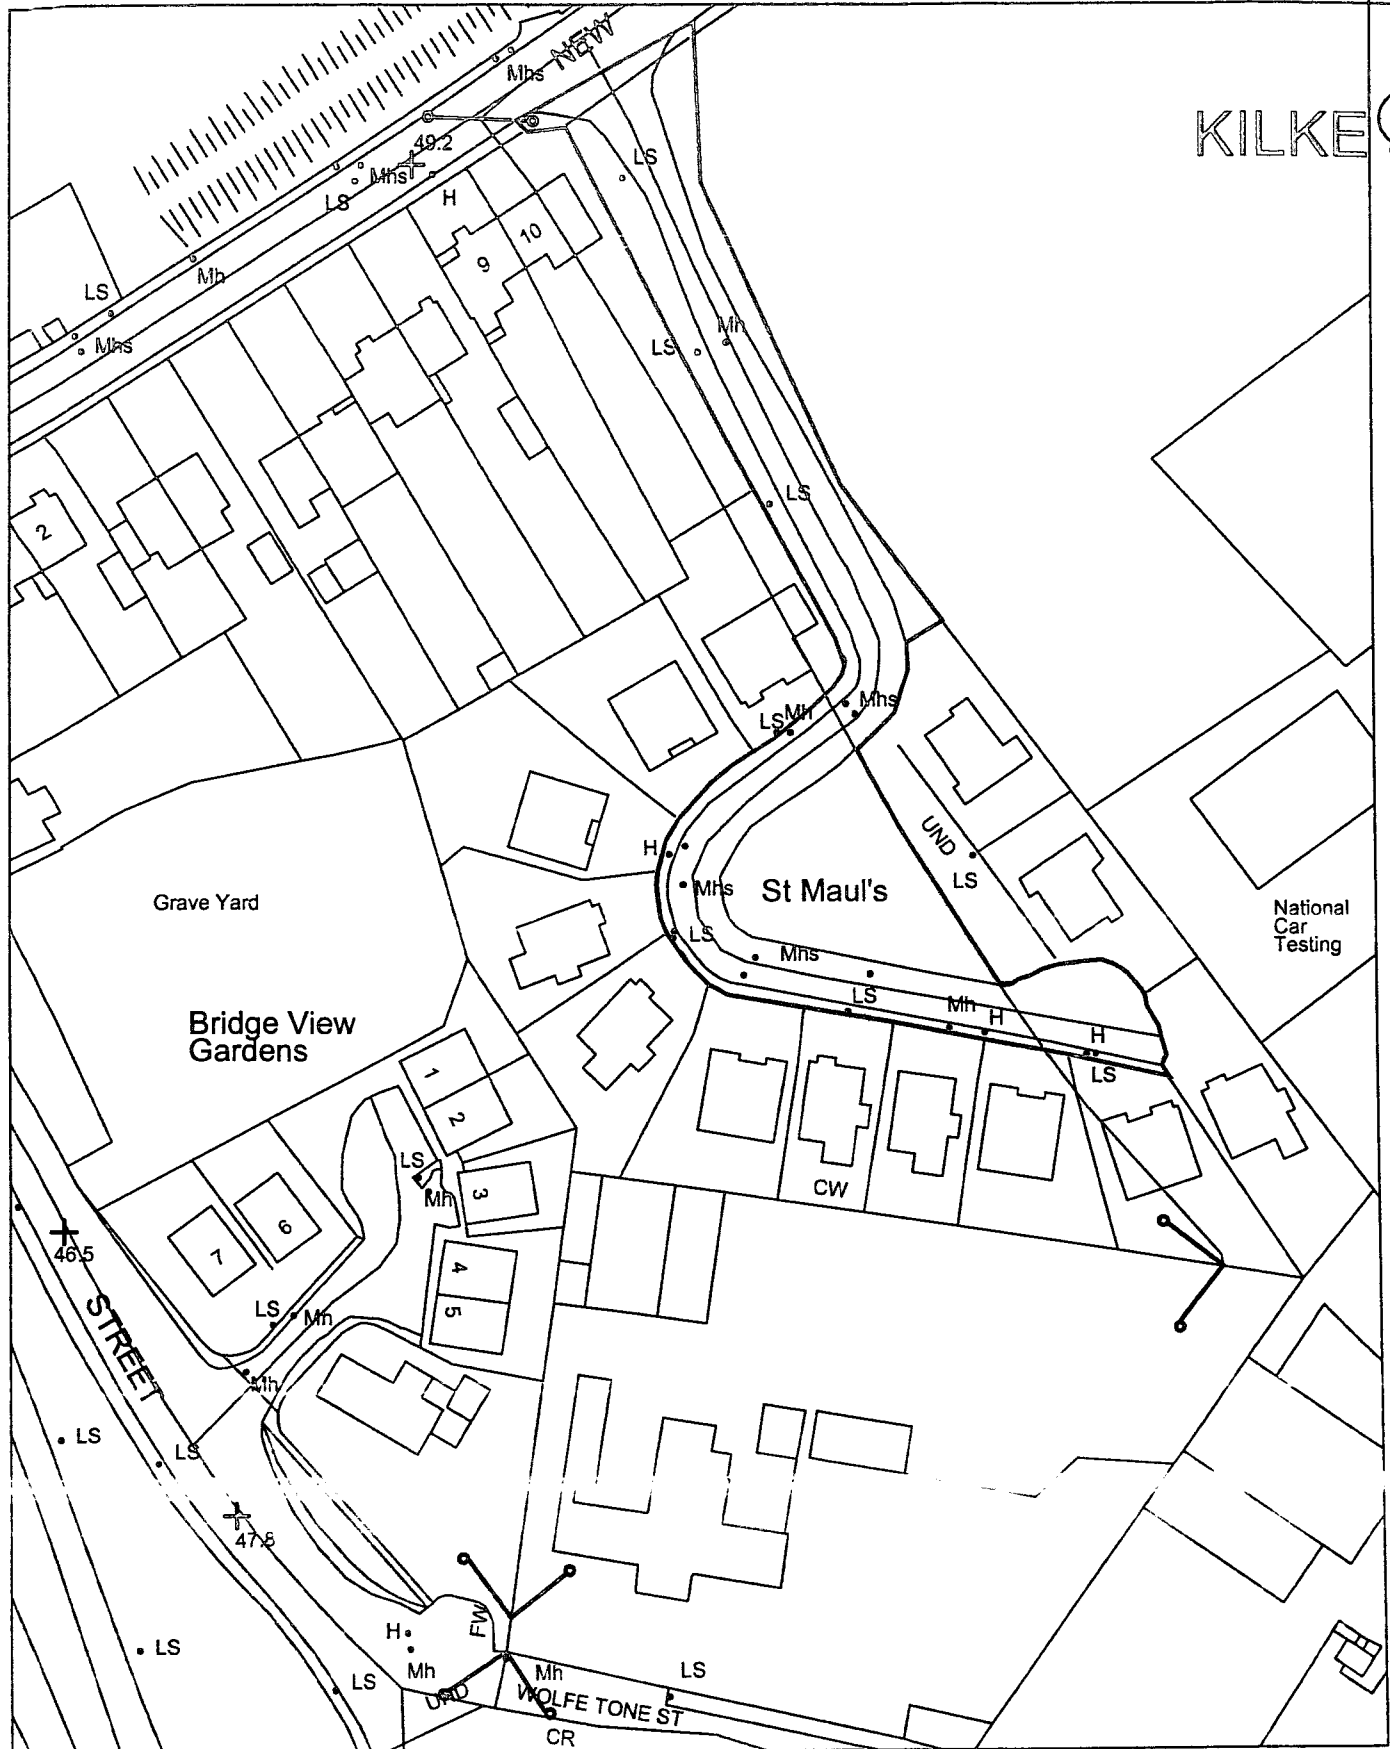 NEW
Mhs
KILKE
49.2
LS
Mhs
LS
H
10
9
Mh
LS
Mh
LS
Mhs
LS
2
Mhs
LS
Mh
UND
H
LS
Mhs
St Maul's
Grave Yard
National
Car
Testing
LS
Mhs
LS
Mh
H
H
Bridge View
Gardens
LS
1
2
LS
Mh
3
CW
6
7
46.5
4
5
STREET
LS
Mh
Mh
LS
LS
47.8
FW
H
LS
Mh
Mh
LS
LS
UND
WOLFE TONE ST
CR